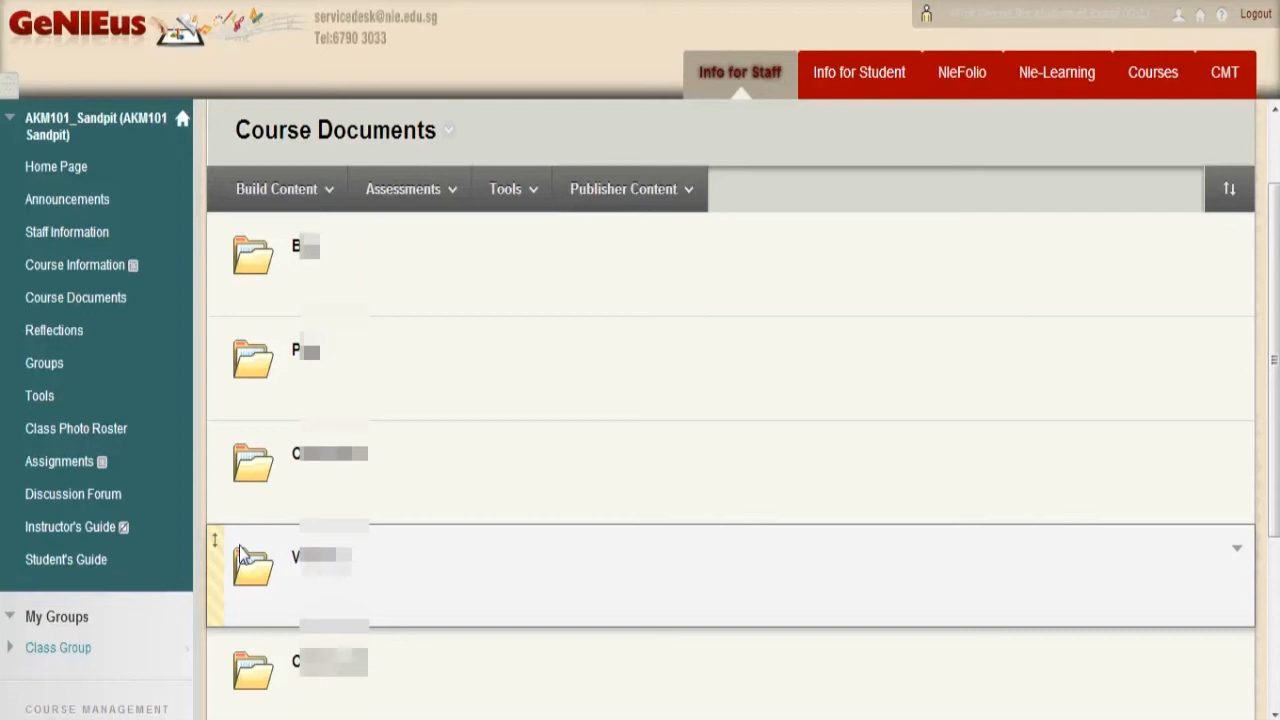 GeNIEus
servicedesk@nie.edu.sg
Tel:6790 3033
Logout
Info for Staff
Info for Student
NieFolio
Nie-Learning
Courses
CMT
AKM101_Sandpit (AKM101
Sandpit)
Home Page
Announcements
Staff Information
Course Information
Course Documents
Reflections
Groups
Tools
Class Photo Roster
Assignments
Discussion Forum
Instructor's Guide
Student's Guide
My Groups
Class Group
COURSE MANAGEMENT
Course Documents
Build Content
Assessments
Tools
Publisher Content
E
P
V